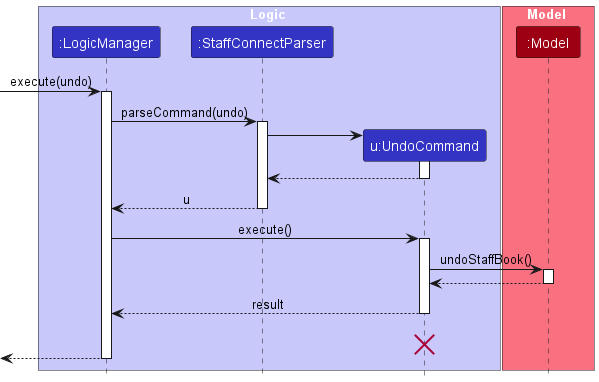 Logic
Model
:LogicManager
:StaffConnectParser
:Model
execute(undo)
parseCommand(undo)
u:UndoCommand
u
execute()
undoStaffBook()
result